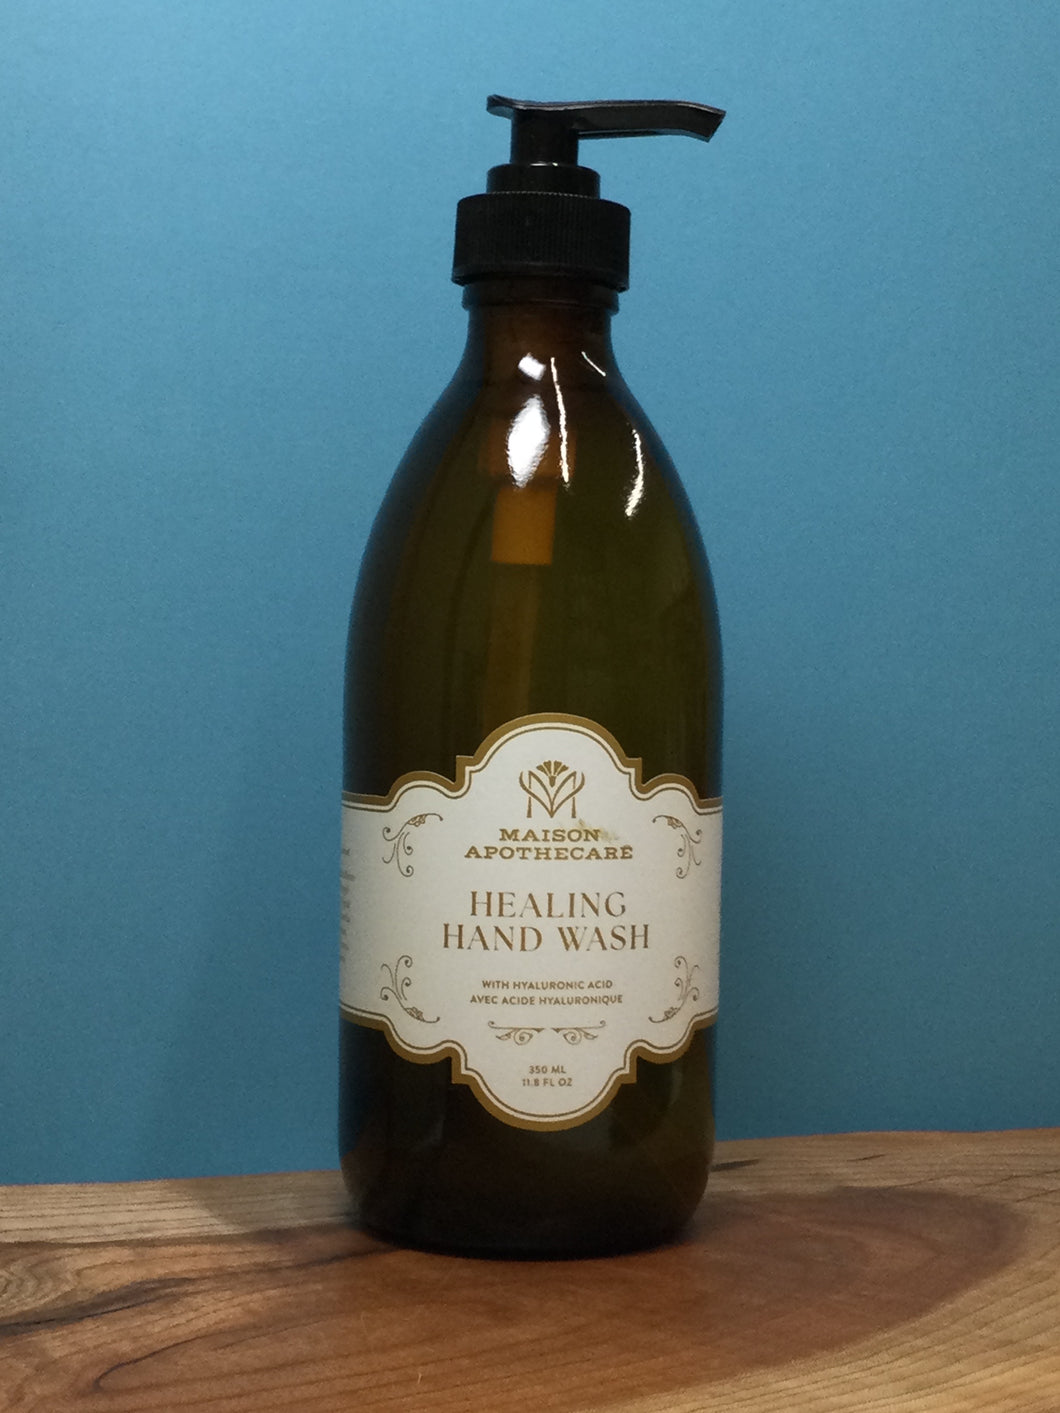 MAISON
APOTHECARE
HEALING
HAND WASH
WITH HYALURONIC ACID
AVEC ACIDE HYALURONIQUE
350 ML
11.8 FL OZ